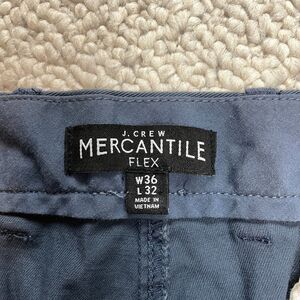 J.CREW
MERCANTILE
FLEX
W36
L32
MADE IN
VIETNAM